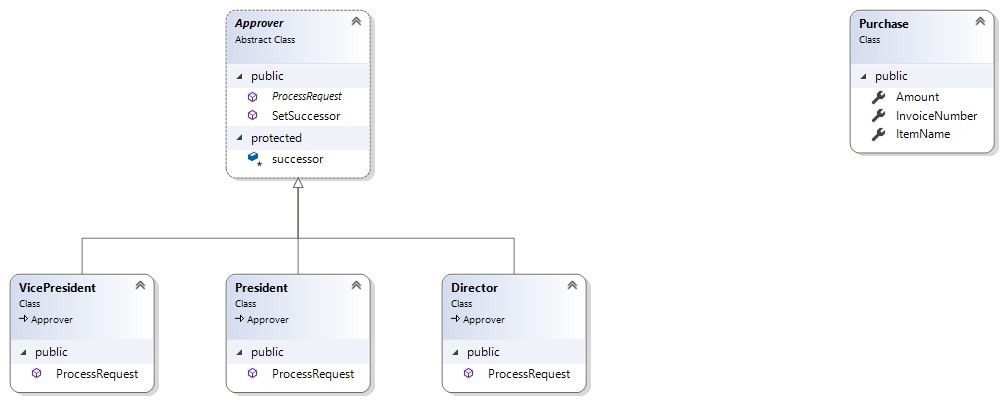 Approver
Abstract Class
public
ProcessRequest
SetSuccessor
protected
successor
Purchase
Class
public
Amount
InvoiceNumber
ItemName
VicePresident
Class
Approver
public
ProcessRequest
President
Class
Approver
public
ProcessRequest
Director
Class
Approver
public
ProcessRequest